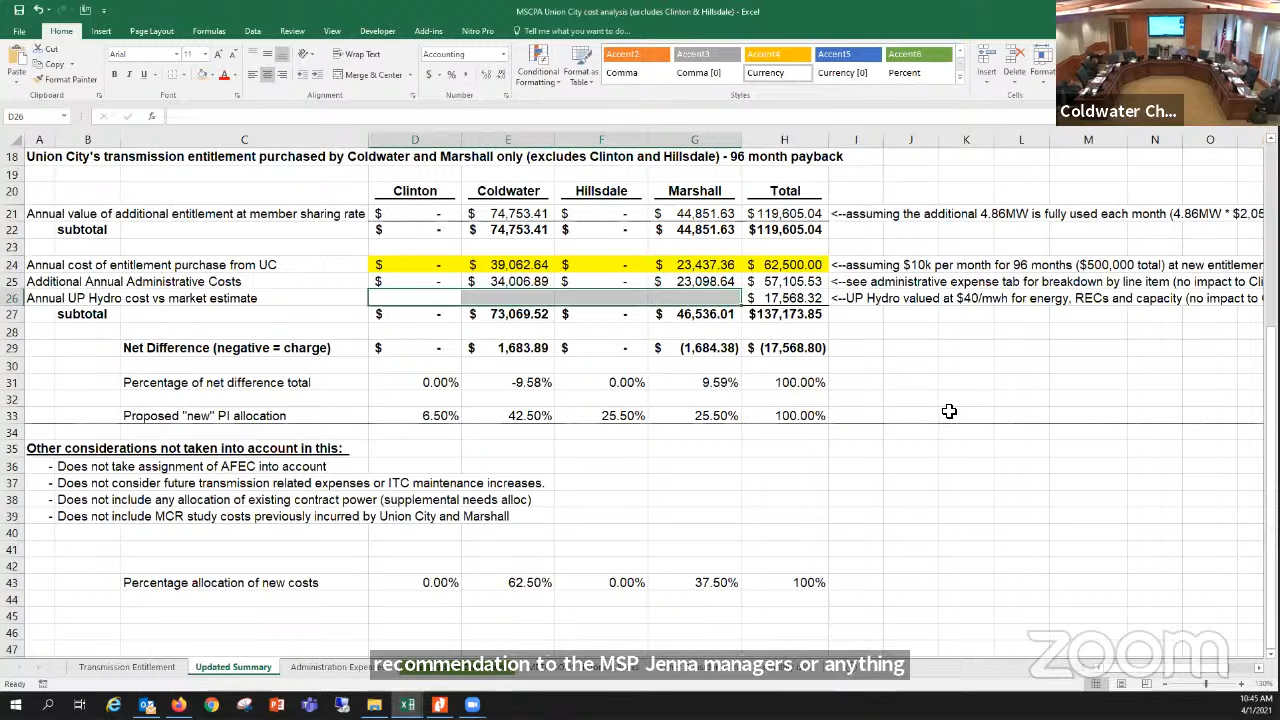 MSCPA Union City cost analysis (excludes Clinton & Hillsdale) - Excel
File Home Insert Page Layout Formulas Data Review View Developer Nitro Pro Tell me what you want to do...
Cut
Copy
Paste
Format Painter
Clipboard
Arial 11
Font
Wrap Text
Merge & Center
Alignment
Accounting
Number
Conditional Formatting
Format as Table
Accent2 Accent3 Accent4 Accent5 Accent6
Comma Comma [0] Currency Currency [0] Percent
Styles
Insert Delete Format
Cells
Coldwater Ch...
D26
A B C D E F G H I J K L M N O
18 Union City's transmission entitlement purchased by Coldwater and Marshall only (excludes Clinton and Hillsdale) - 96 month payback
19
20 Clinton Coldwater Hillsdale Marshall Total
21 Annual value of additional entitlement at member sharing rate $ - $ 74,753.41 $ - $ 44,851.63 $119,605.04 <--assuming the additional 4.86MW is fully used each month (4.86MW * $2,05
22 subtotal $ - $ 74,753.41 $ - $ 44,851.63 $119,605.04
23
24 Annual cost of entitlement purchase from UC $ - $ 39,062.64 $ - $ 23,437.36 $ 62,500.00 <--assuming $10k per month for 96 months ($500,000 total) at new entitlemen
25 Additional Annual Administrative Costs $ - $ 34,006.89 $ - $ 23,098.64 $ 57,105.53 <--see administrative expense tab for breakdown by line item (no impact to Cli
26 Annual UP Hydro cost vs market estimate $ 17,568.32 <--UP Hydro valued at $40/mwh for energy, RECs and capacity (no impact to
27 subtotal $ - $ 73,069.52 $ - $ 46,536.01 $137,173.85
28
29 Net Difference (negative = charge) $ - $ 1,683.89 $ - $ (1,684.38) $ (17,568.80)
30
31 Percentage of net difference total 0.00% -9.58% 0.00% 9.59% 100.00%
32
33 Proposed "new" PI allocation 6.50% 42.50% 25.50% 25.50% 100.00%
34
35 Other considerations not taken into account in this:
36 - Does not take assignment of AFEC into account
37 - Does not consider future transmission related expenses or ITC maintenance increases.
38 - Does not include any allocation of existing contract power (supplemental needs alloc)
39 - Does not include MCR study costs previously incurred by Union City and Marshall
40
41
42
43 Percentage allocation of new costs 0.00% 62.50% 0.00% 37.50% 100%
44
45
46
47
zoom
Transmission Entitlement Updated Summary Administration Expe
recommendation to the MSP Jenna managers or anything
Ready
130%
10:45 AM
4/1/2021